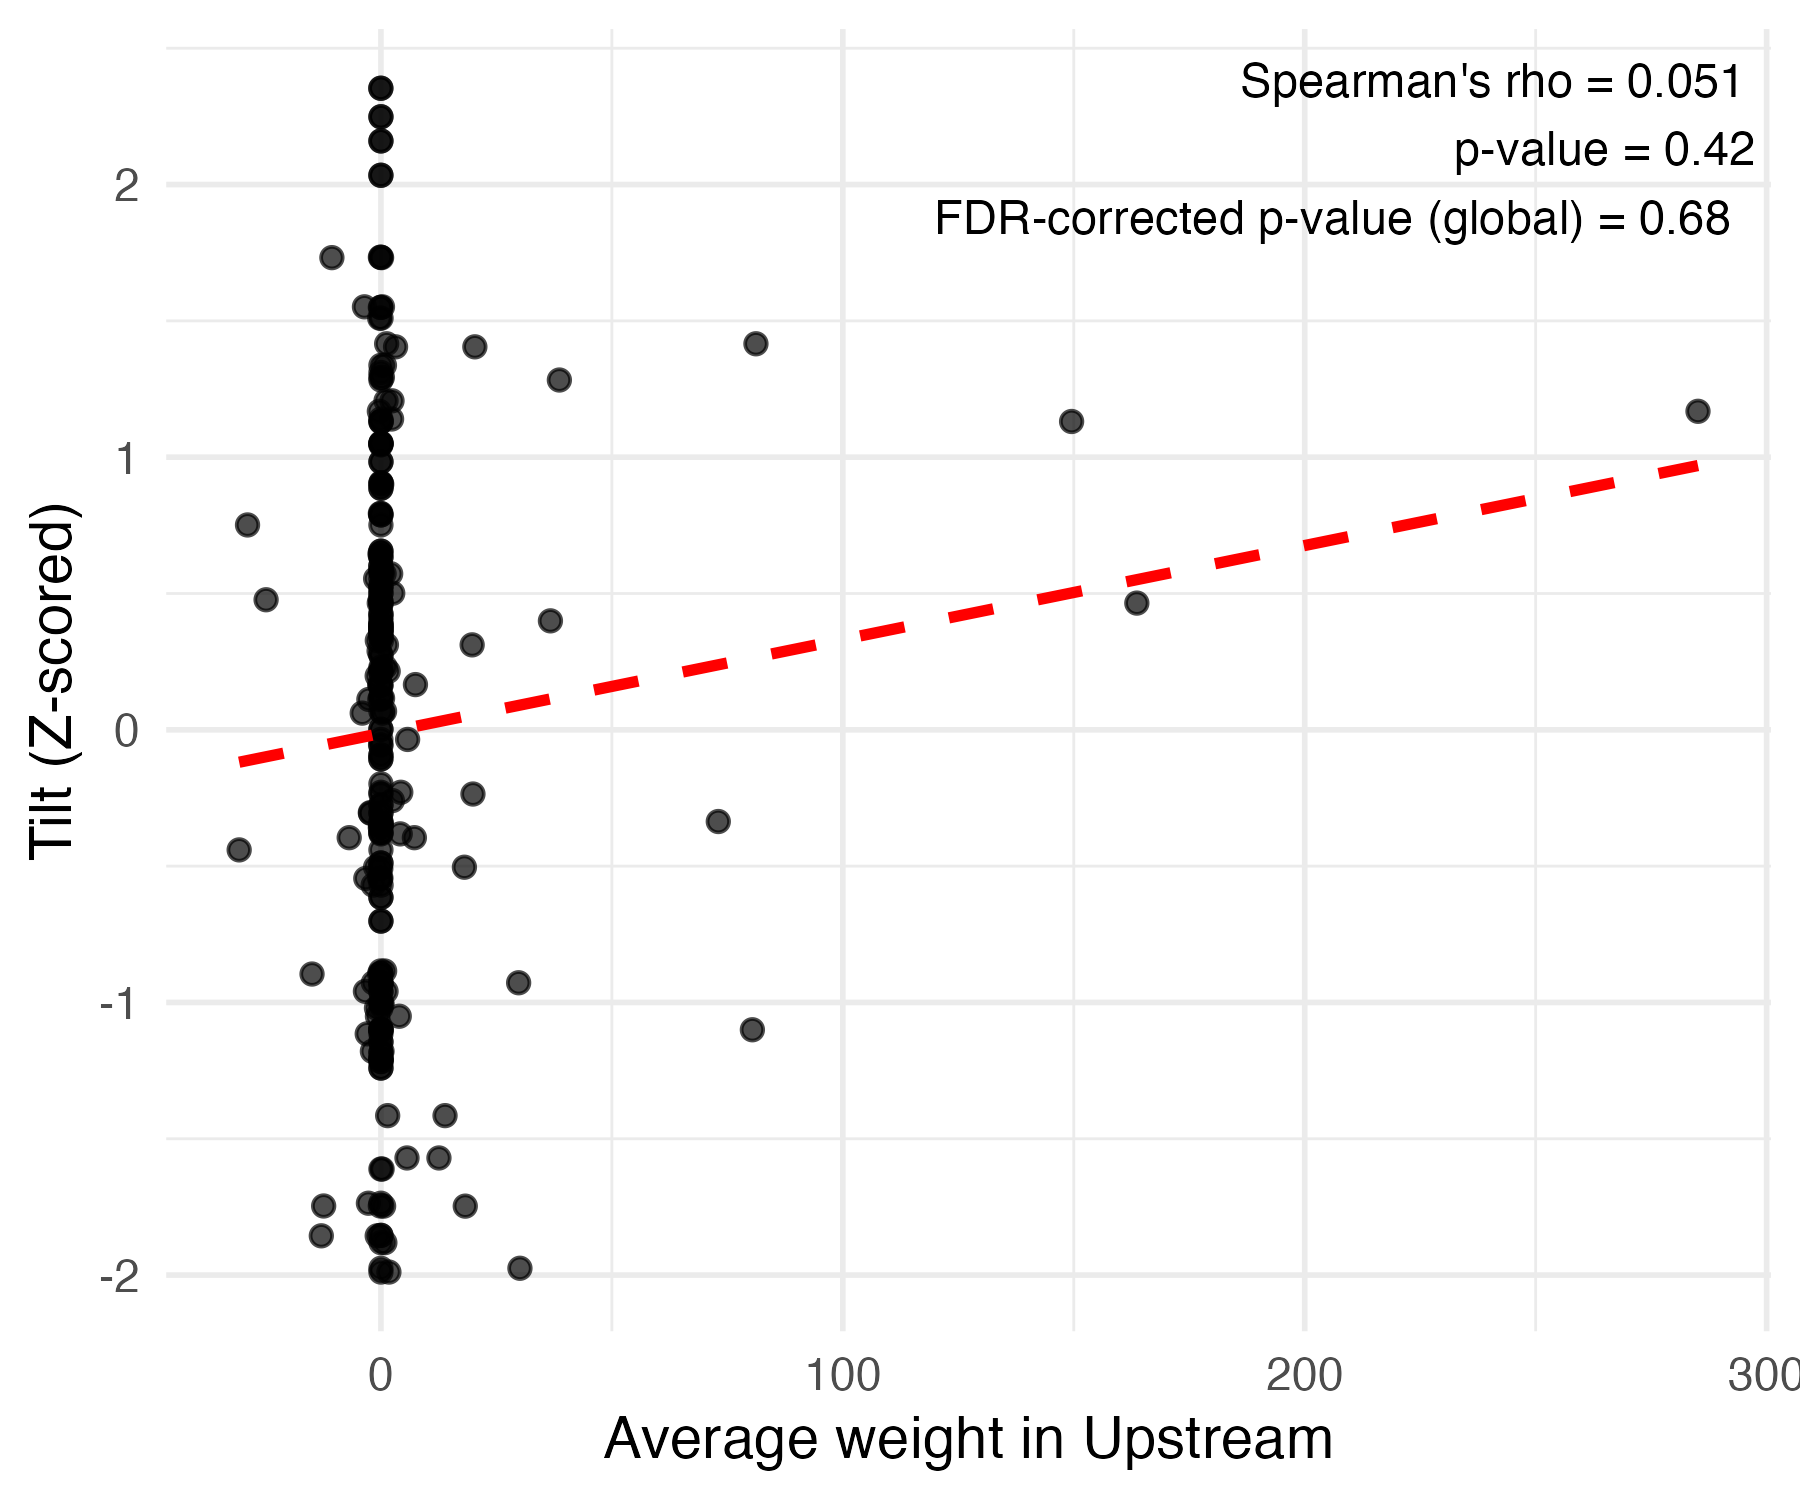 Spearman's rho = 0.051
p-value = 0.42
FDR-corrected p-value (global) = 0.68
2
1
0
-1
-2
Tilt (Z-scored)
0 100 200 300
Average weight in Upstream